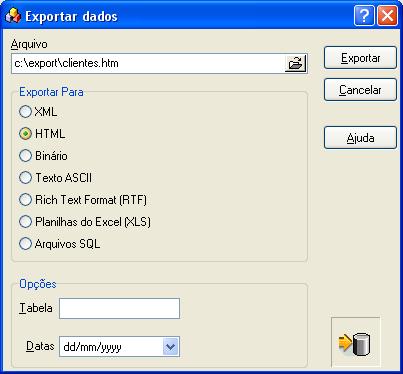 Exportar dados
Arquivo
c:\export\clientes.htm
Exportar
Cancelar
Ajuda
Exportar Para
XML
HTML
Binário
Texto ASCII
Rich Text Format (RTF)
Planilhas do Excel (XLS)
Arquivos SQL
Opções
Tabela
Datas dd/mm/yyyy